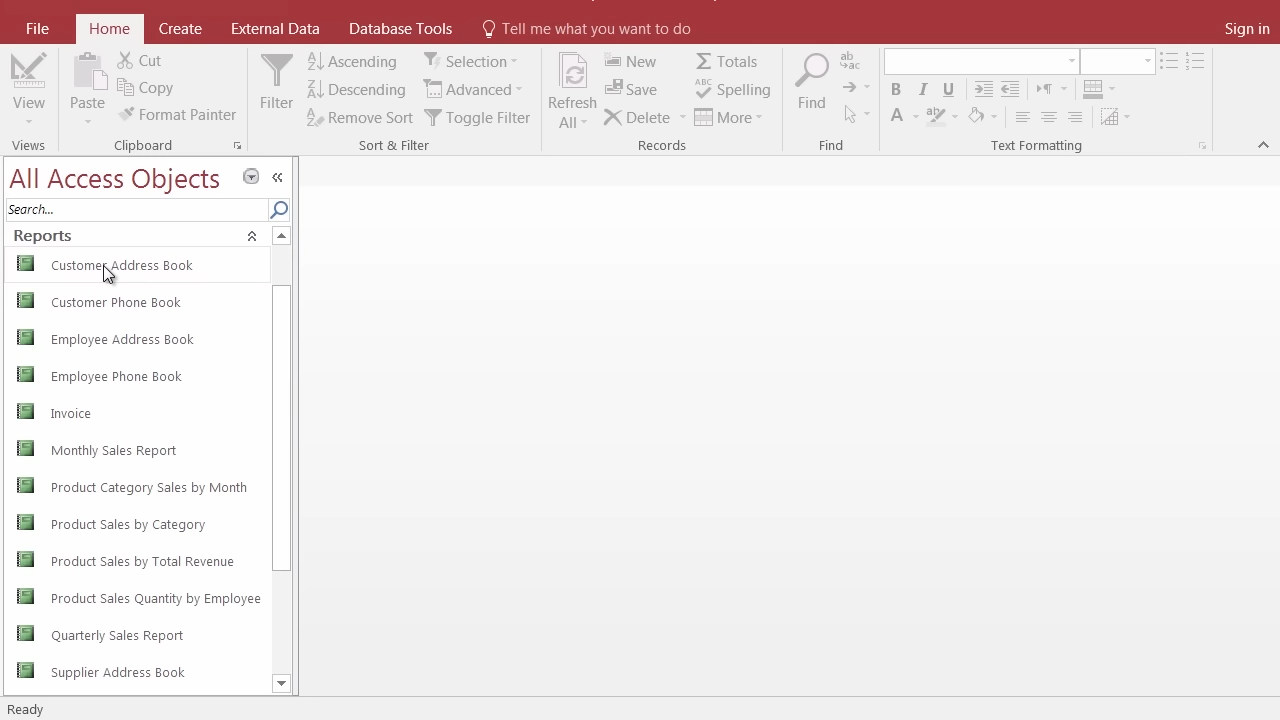 File Home Create External Data Database Tools Tell me what you want to do Sign in
View
Views
Paste
Cut
Copy
Format Painter
Clipboard
Filter
Ascending
Descending
Remove Sort
Selection
Advanced
Toggle Filter
Sort & Filter
Refresh
All
New
Save
Delete
Totals
Spelling
More
Records
Find
Find
B I U
A
Text Formatting
All Access Objects
Search...
Reports
Customer Address Book
Customer Phone Book
Employee Address Book
Employee Phone Book
Invoice
Monthly Sales Report
Product Category Sales by Month
Product Sales by Category
Product Sales by Total Revenue
Product Sales Quantity by Employee
Quarterly Sales Report
Supplier Address Book
Ready